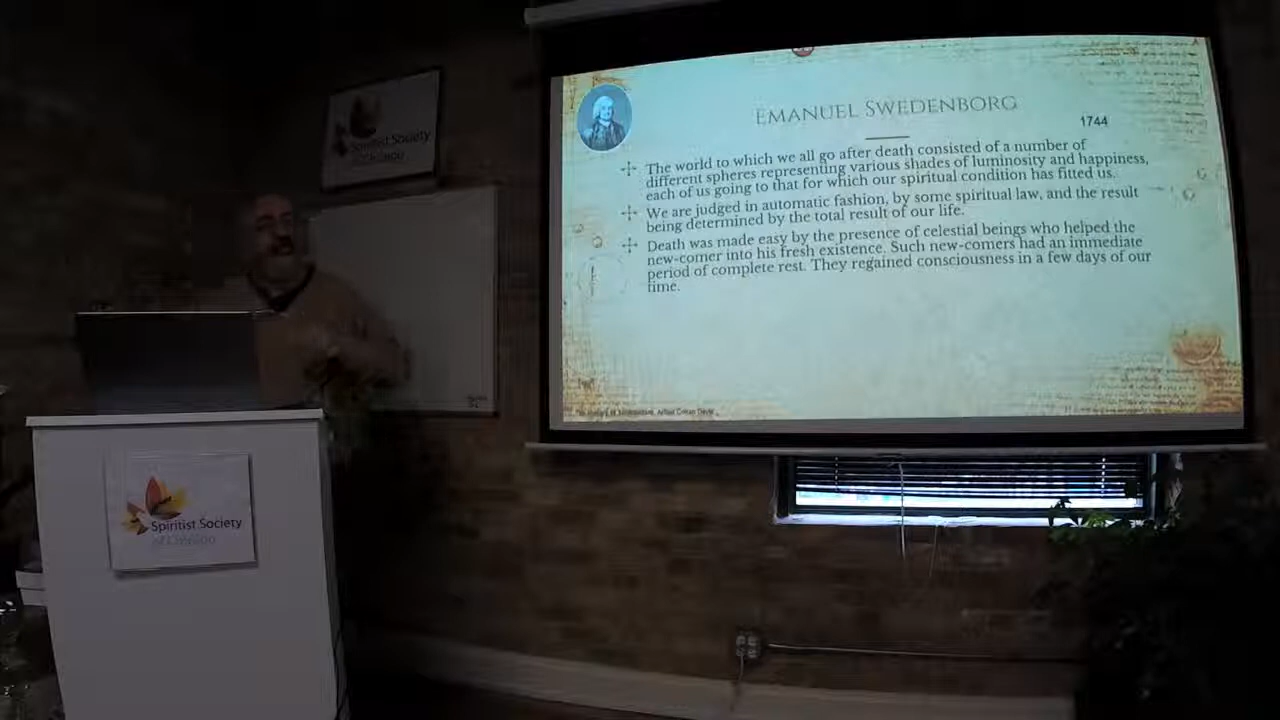 Spiritist Society
EMANUEL SWEDENBORG
1744
The world to which we all go after death consisted of a number of
different spheres representing various shades of luminosity and happiness,
each of us going to that for which our spiritual condition has fitted us.
We are judged in automatic fashion, by some spiritual law, and the result
being determined by the total result of our life.
Death was made easy by the presence of celestial beings who helped the
new-comer into his fresh existence. Such new-comers had an immediate
period of complete rest. They regained consciousness in a few days of our
time.
Arthur Conan Doyle
Spiritist Society